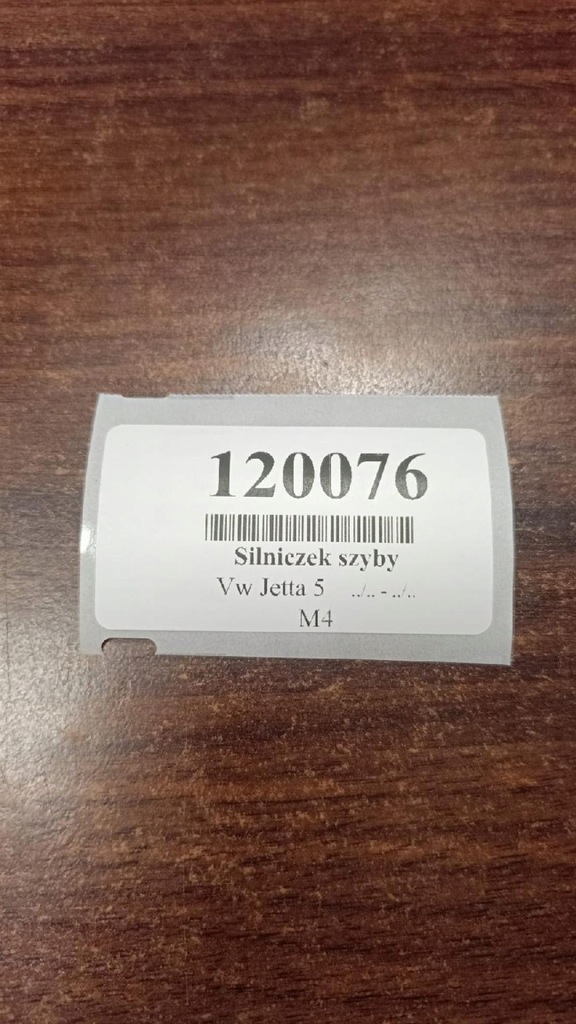 120076
Silniczek szyby
Vw Jetta 5 ../.. - ../..
M4